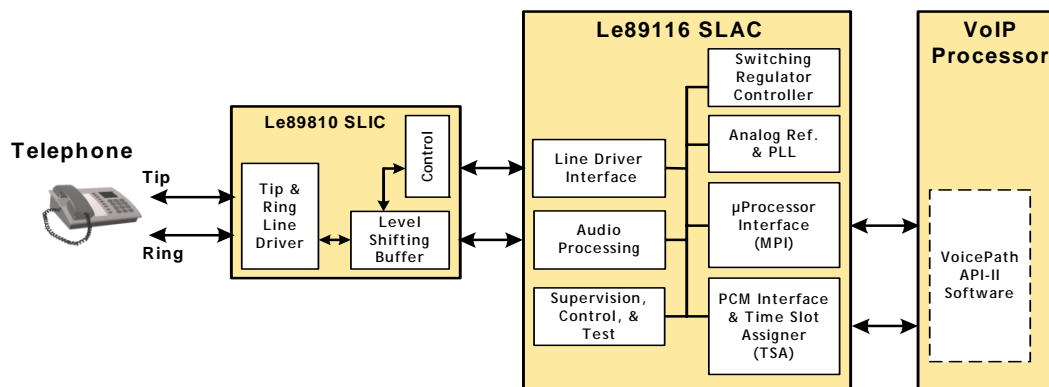 Telephone
Tip
Ring
Le89810 SLIC
Control
Tip &
Ring
Line
Driver
Level
Shifting
Buffer
Le89116 SLAC
Line Driver
Interface
Audio
Processing
Supervision,
Control, &
Test
Switching
Regulator
Controller
Analog Ref.
& PLL
µProcessor
Interface
(MPI)
PCM Interface
& Time Slot
Assigner
(TSA)
VoIP
Processor
VoicePath
API-II
Software